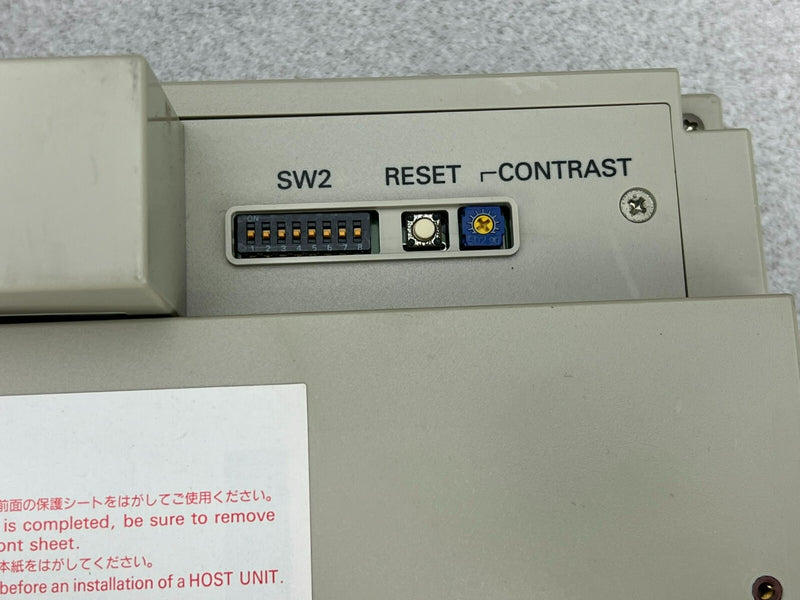 SW2 RESET CONTRAST
ON
1 2 3 4 5 6 7 8
前面の保護シートをはがしてご使用ください。
is completed, be sure to remove
ont sheet.
本紙をはがしてください。
before an installation of a HOST UNIT.